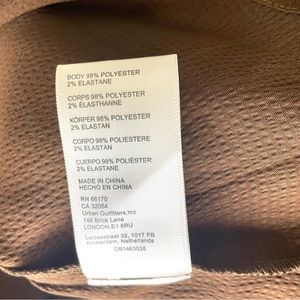 BODY 98% POLYESTER
2% ELASTANE
CORPS 98% POLYESTER
2% ELASTHANNE
KÖRPER 98% POLYESTER
2% ELASTAN
CORPO 98% POLIESTERE
2% ELASTAN
CUERPO 98% POLIÉSTER
2% ELASTANO
MADE IN CHINA
HECHO EN CHINA
RN 66170
CA 32054
Urban Outfitters,Inc
146 Brick Lane
LONDON,E1 6RU
Leidsestraat 32, 1017 PB
Amsterdam, Netherlands
OB1463035